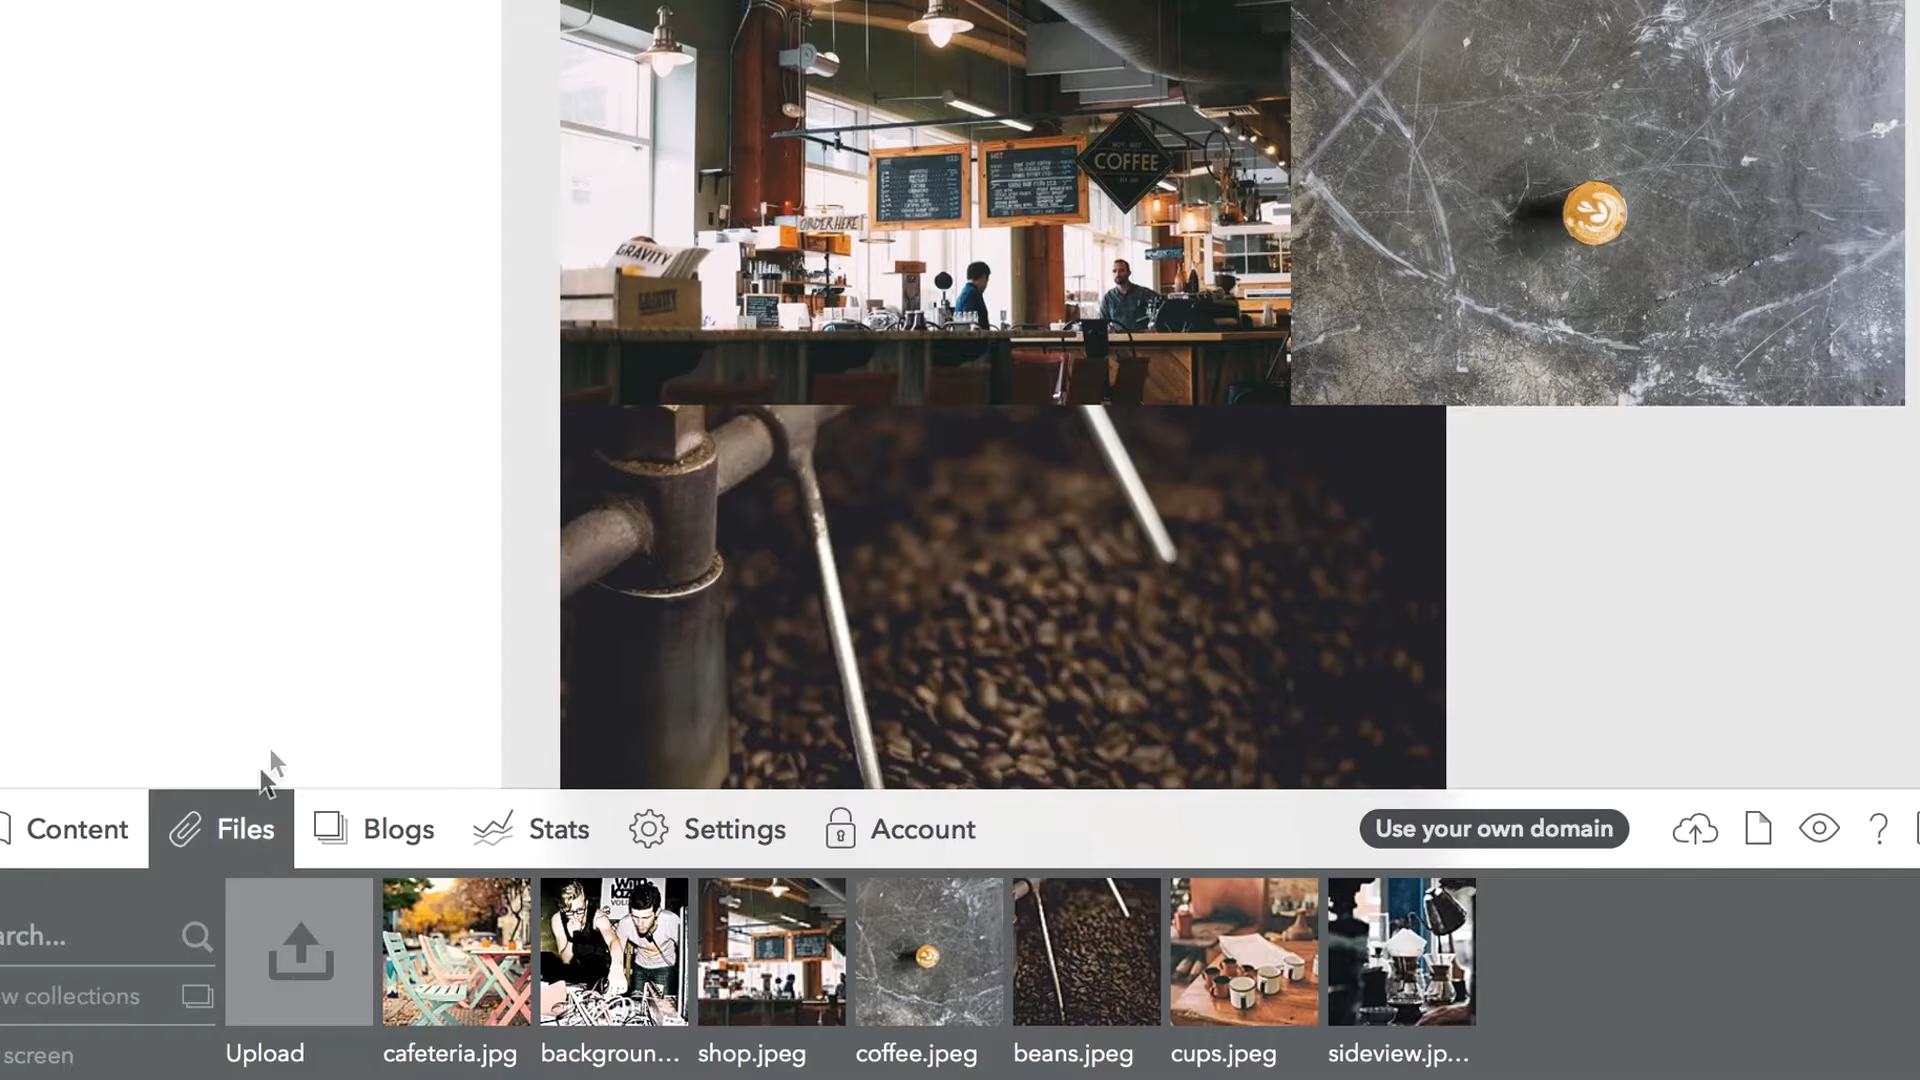 COFFEE
ORDER HERE
GRAVITY
GRAVITY
Content
Files
Blogs
Stats
Settings
Account
Use your own domain
?
arch...
w collections
screen
Upload
cafeteria.jpg
backgroun...
shop.jpeg
coffee.jpeg
beans.jpeg
cups.jpeg
sideview.jp...